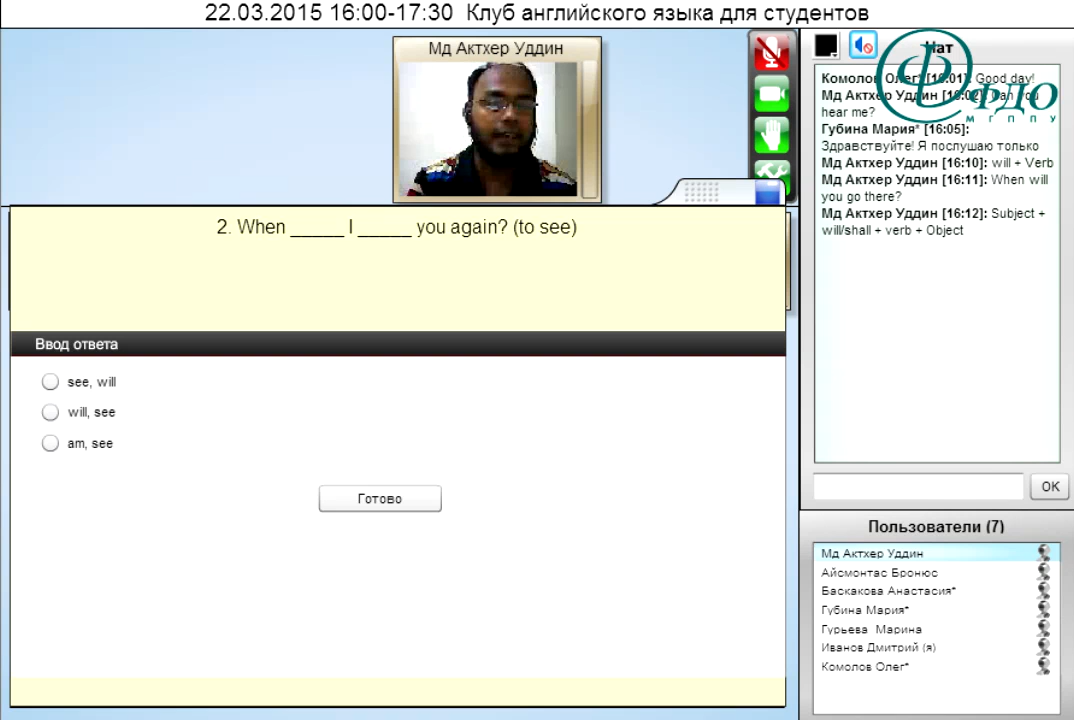 22.03.2015 16:00-17:30 Клуб английского языка для студентов
Мд Актхер Уддин
2. When _____ I _____ you again? (to see)
Ввод ответа
see, will
will, see
am, see
Готово
Чат
ФДО
МГППУ
Комолов Олег* [16:01]: Good day!
Мд Актхер Уддин [16:02]: Can you
hear me?
Губина Мария* [16:05]:
Здравствуйте! Я послушаю только
Мд Актхер Уддин [16:10]: will + Verb
Мд Актхер Уддин [16:11]: When will
you go there?
Мд Актхер Уддин [16:12]: Subject +
will/shall + verb + Object
OK
Пользователи (7)
Мд Актхер Уддин
Айсмонтас Бронюс
Баскакова Анастасия*
Губина Мария*
Гурьева Марина
Иванов Дмитрий (я)
Комолов Олег*